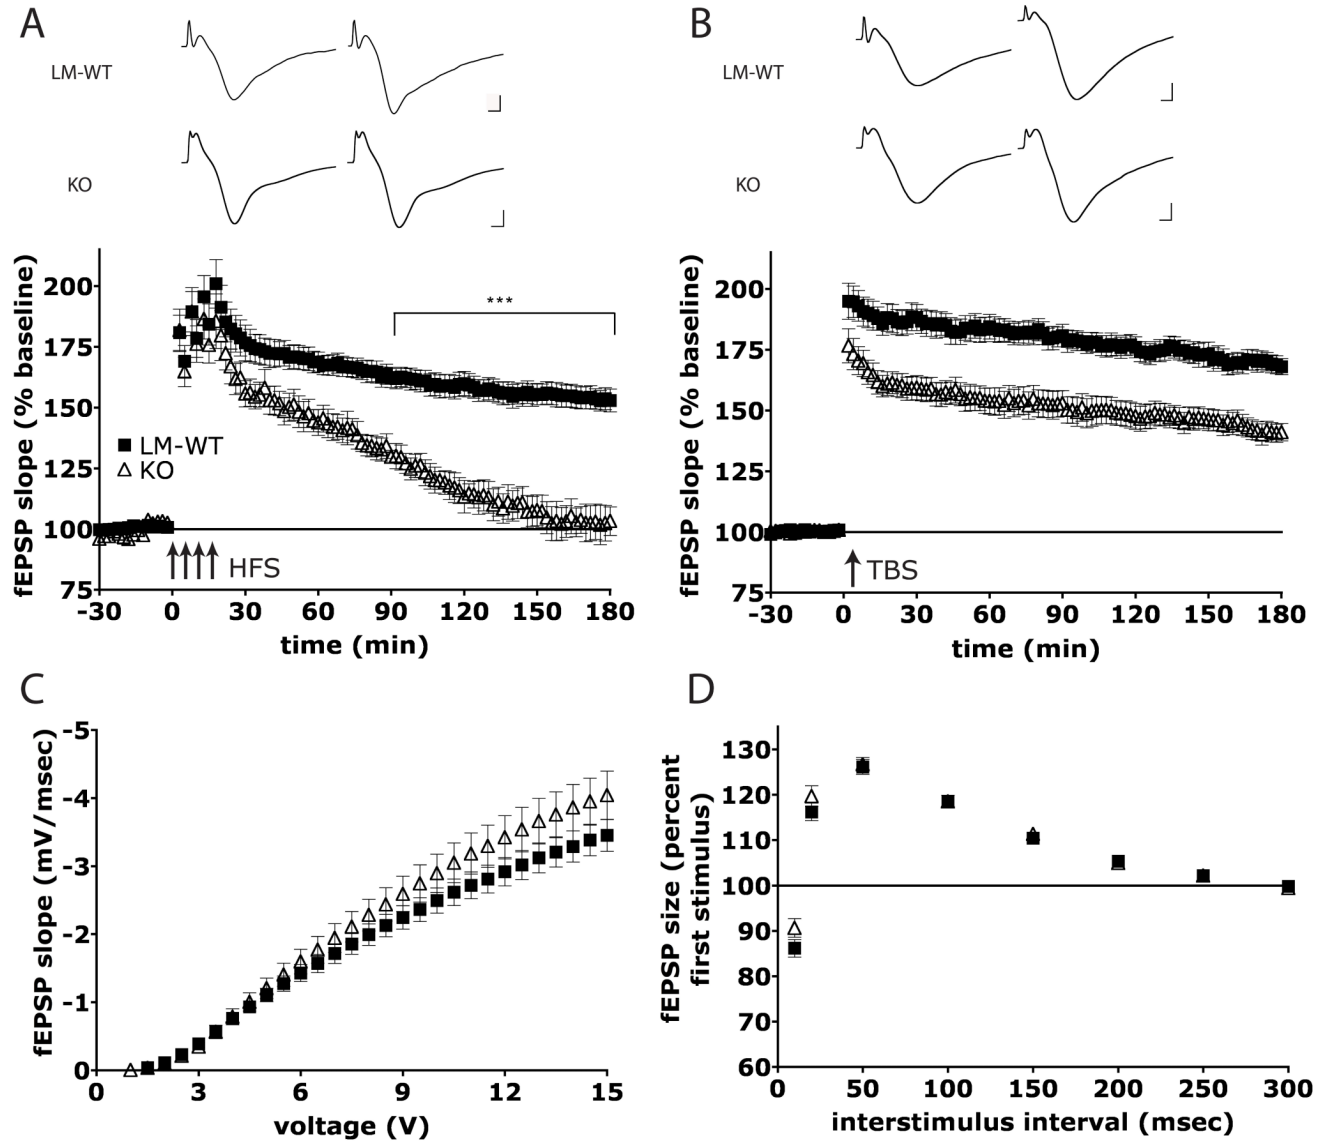 A
LM-WT
KO
fEPSP slope (% baseline)
200
175
150
125
100
75
***
LM-WT
KO
HFS
-30 0 30 60 90 120 150 180
time (min)
B
LM-WT
KO
fEPSP slope (% baseline)
200
175
150
125
100
75
TBS
-30 0 30 60 90 120 150 180
time (min)
C
fEPSP slope (mV/msec)
-5
-4
-3
-2
-1
0
0 3 6 9 12 15
voltage (V)
D
fEPSP size (percent
first stimulus)
130
120
110
100
90
80
70
60
0 50 100 150 200 250 300
interstimulus interval (msec)